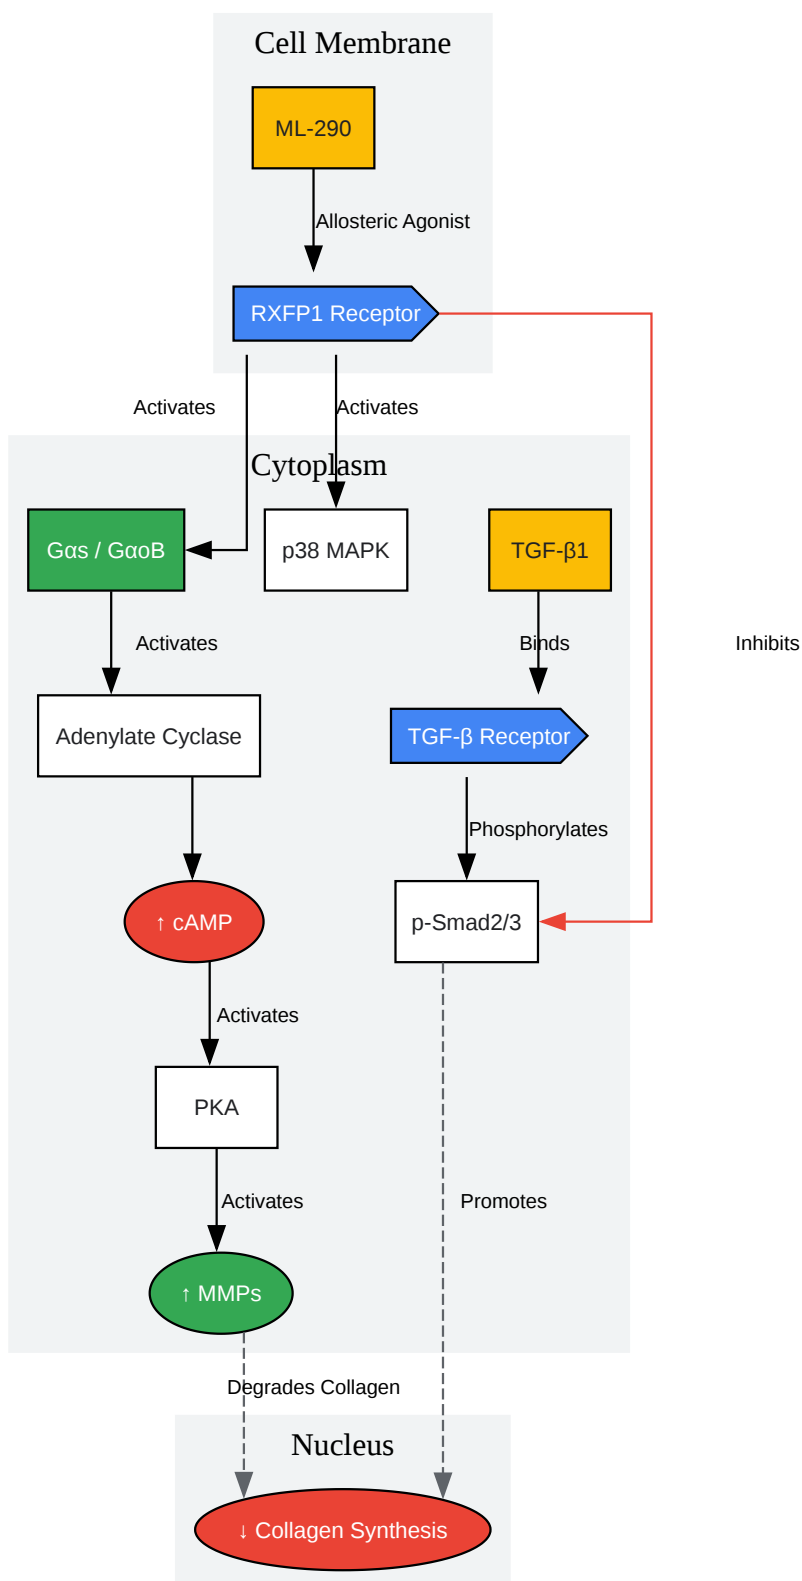 Cell Membrane
ML-290
Allosteric Agonist
RXFP1 Receptor
Activates
Activates
Cytoplasm
Gαs / GαoB
p38 MAPK
TGF-β1
Activates
Binds
Inhibits
Adenylate Cyclase
TGF-β Receptor
Phosphorylates
↑ cAMP
p-Smad2/3
Activates
PKA
Activates
Promotes
↑ MMPs
Degrades Collagen
Nucleus
↓ Collagen Synthesis